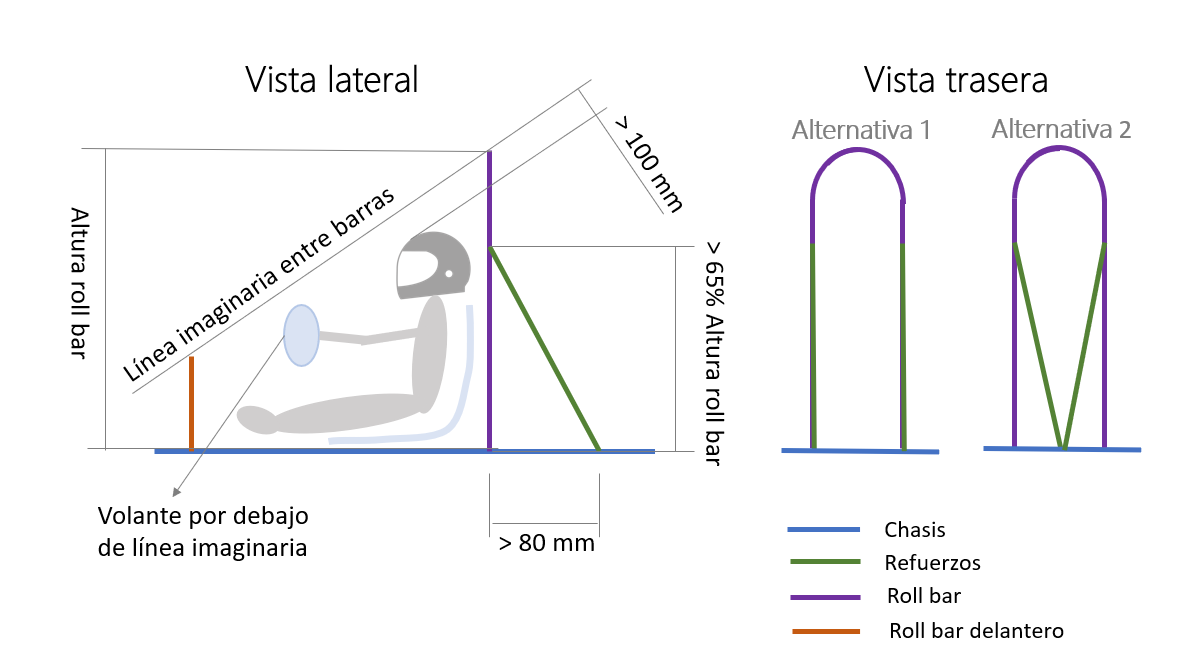 Vista lateral
Vista trasera
Alternativa 1
Alternativa 2
> 100 mm
Línea imaginaria entre barras
Altura roll bar
> 65% Altura roll bar
Volante por debajo
de línea imaginaria
> 80 mm
Chasis
Refuerzos
Roll bar
Roll bar delantero